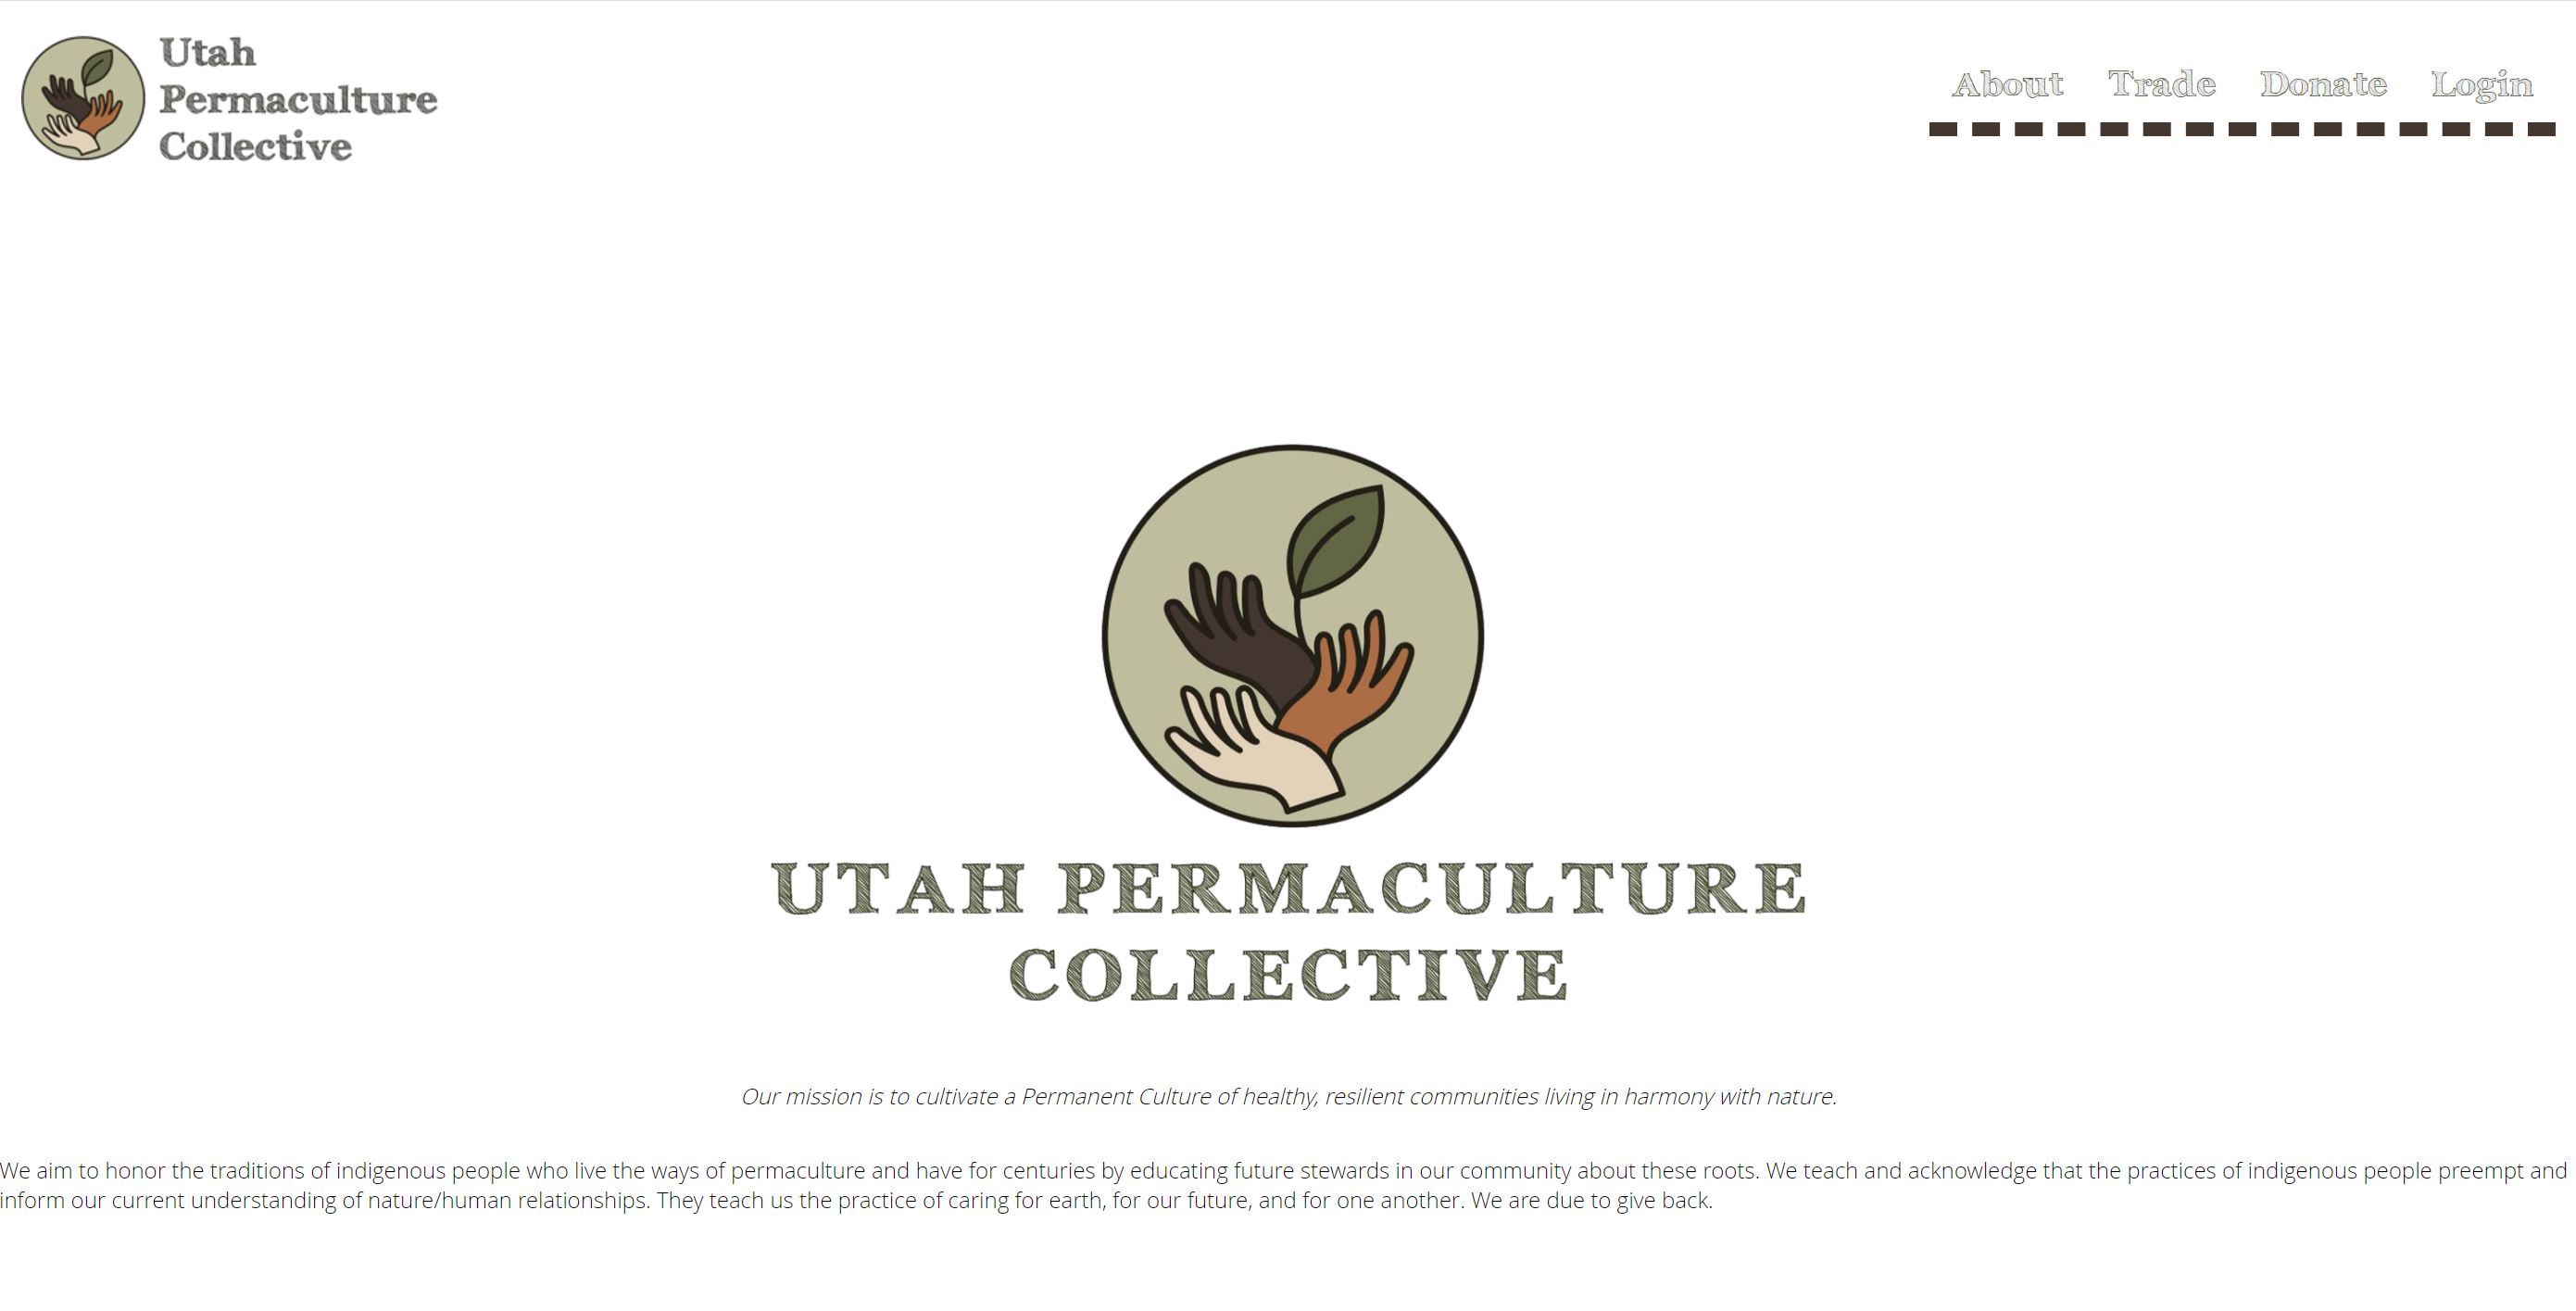 Utah
Permaculture
Collective
About Trade Donate Login
UTAH PERMACULTURE
COLLECTIVE
Our mission is to cultivate a Permanent Culture of healthy, resilient communities living in harmony with nature.
We aim to honor the traditions of indigenous people who live the ways of permaculture and have for centuries by educating future stewards in our community about these roots. We teach and acknowledge that the practices of indigenous people preempt and
inform our current understanding of nature/human relationships. They teach us the practice of caring for earth, for our future, and for one another. We are due to give back.